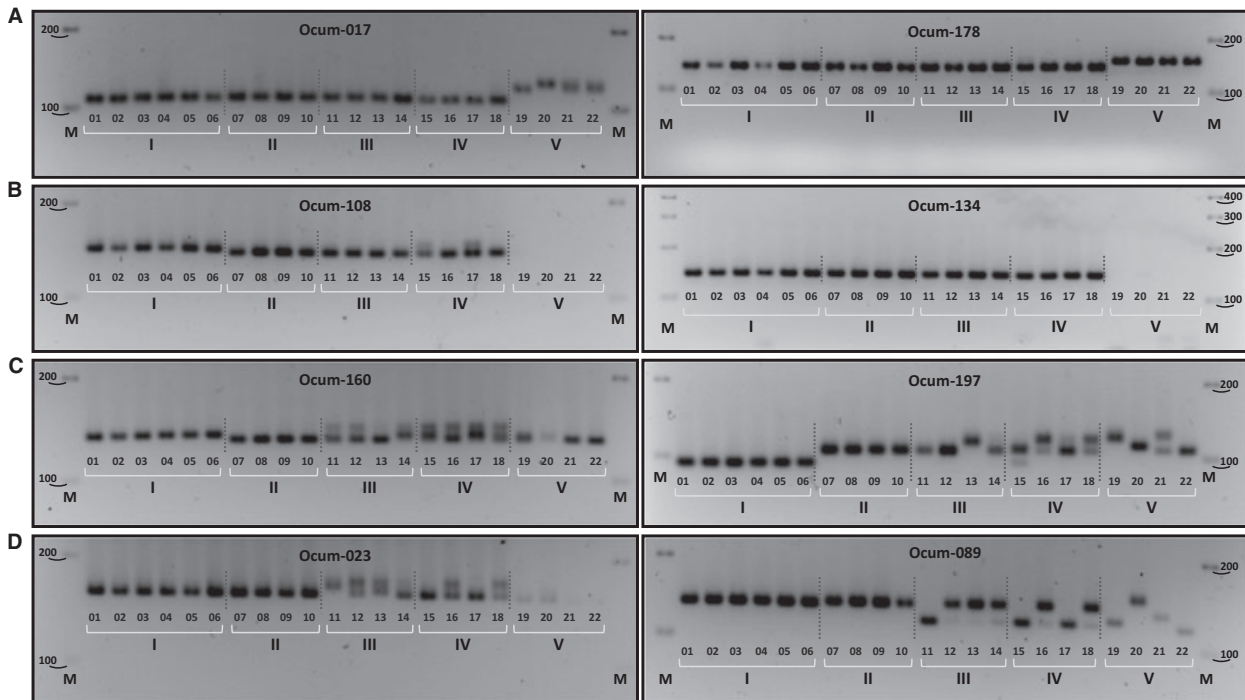 A
Ocum-017
200
100
01 02 03 04 05 06 07 08 09 10 11 12 13 14 15 16 17 18 19 20 21 22
M I II III IV V M
Ocum-178
200
100
01 02 03 04 05 06 07 08 09 10 11 12 13 14 15 16 17 18 19 20 21 22
M I II III IV V M
B
Ocum-108
200
01 02 03 04 05 06 07 08 09 10 11 12 13 14 15 16 17 18 19 20 21 22
100
M I II III IV V M
Ocum-134
400
300
200
01 02 03 04 05 06 07 08 09 10 11 12 13 14 15 16 17 18 19 20 21 22
100
M I II III IV V M
C
Ocum-160
200
01 02 03 04 05 06 07 08 09 10 11 12 13 14 15 16 17 18 19 20 21 22
100
M I II III IV V M
Ocum-197
200
100
M 01 02 03 04 05 06 07 08 09 10 11 12 13 14 15 16 17 18 19 20 21 22 M
I II III IV V
D
Ocum-023
200
01 02 03 04 05 06 07 08 09 10 11 12 13 14 15 16 17 18 19 20 21 22
I II III IV V
100
M M
Ocum-089
200
100
01 02 03 04 05 06 07 08 09 10 11 12 13 14 15 16 17 18 19 20 21 22
M I II III IV V M